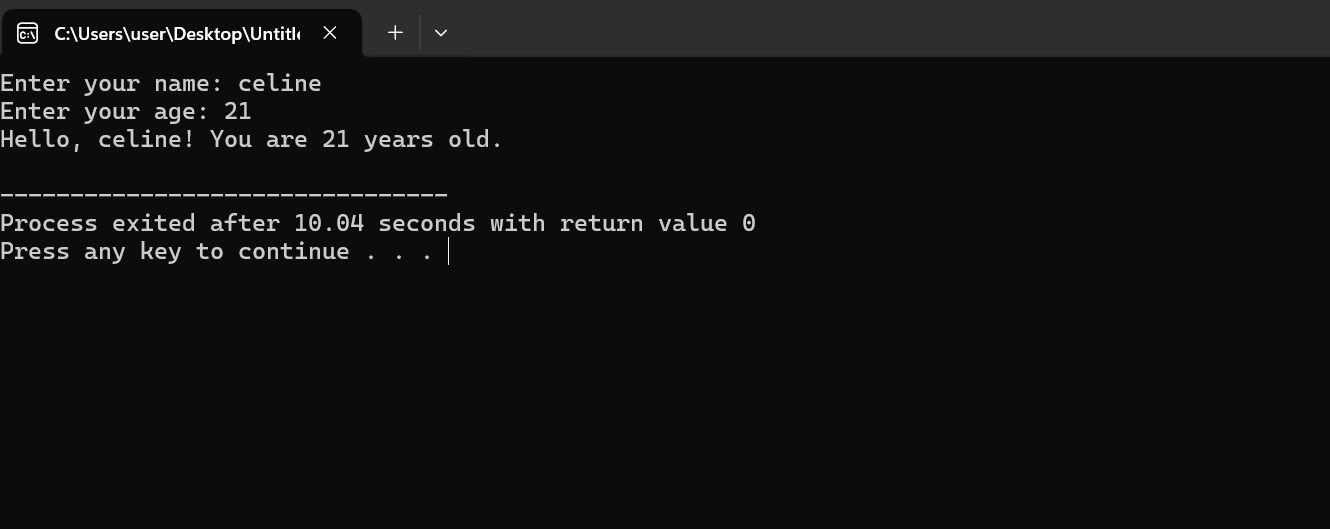 C:\Users\user\Desktop\Untitl
Enter your name: celine
Enter your age: 21
Hello, celine! You are 21 years old.
--------------------------------
Process exited after 10.04 seconds with return value 0
Press any key to continue . . .